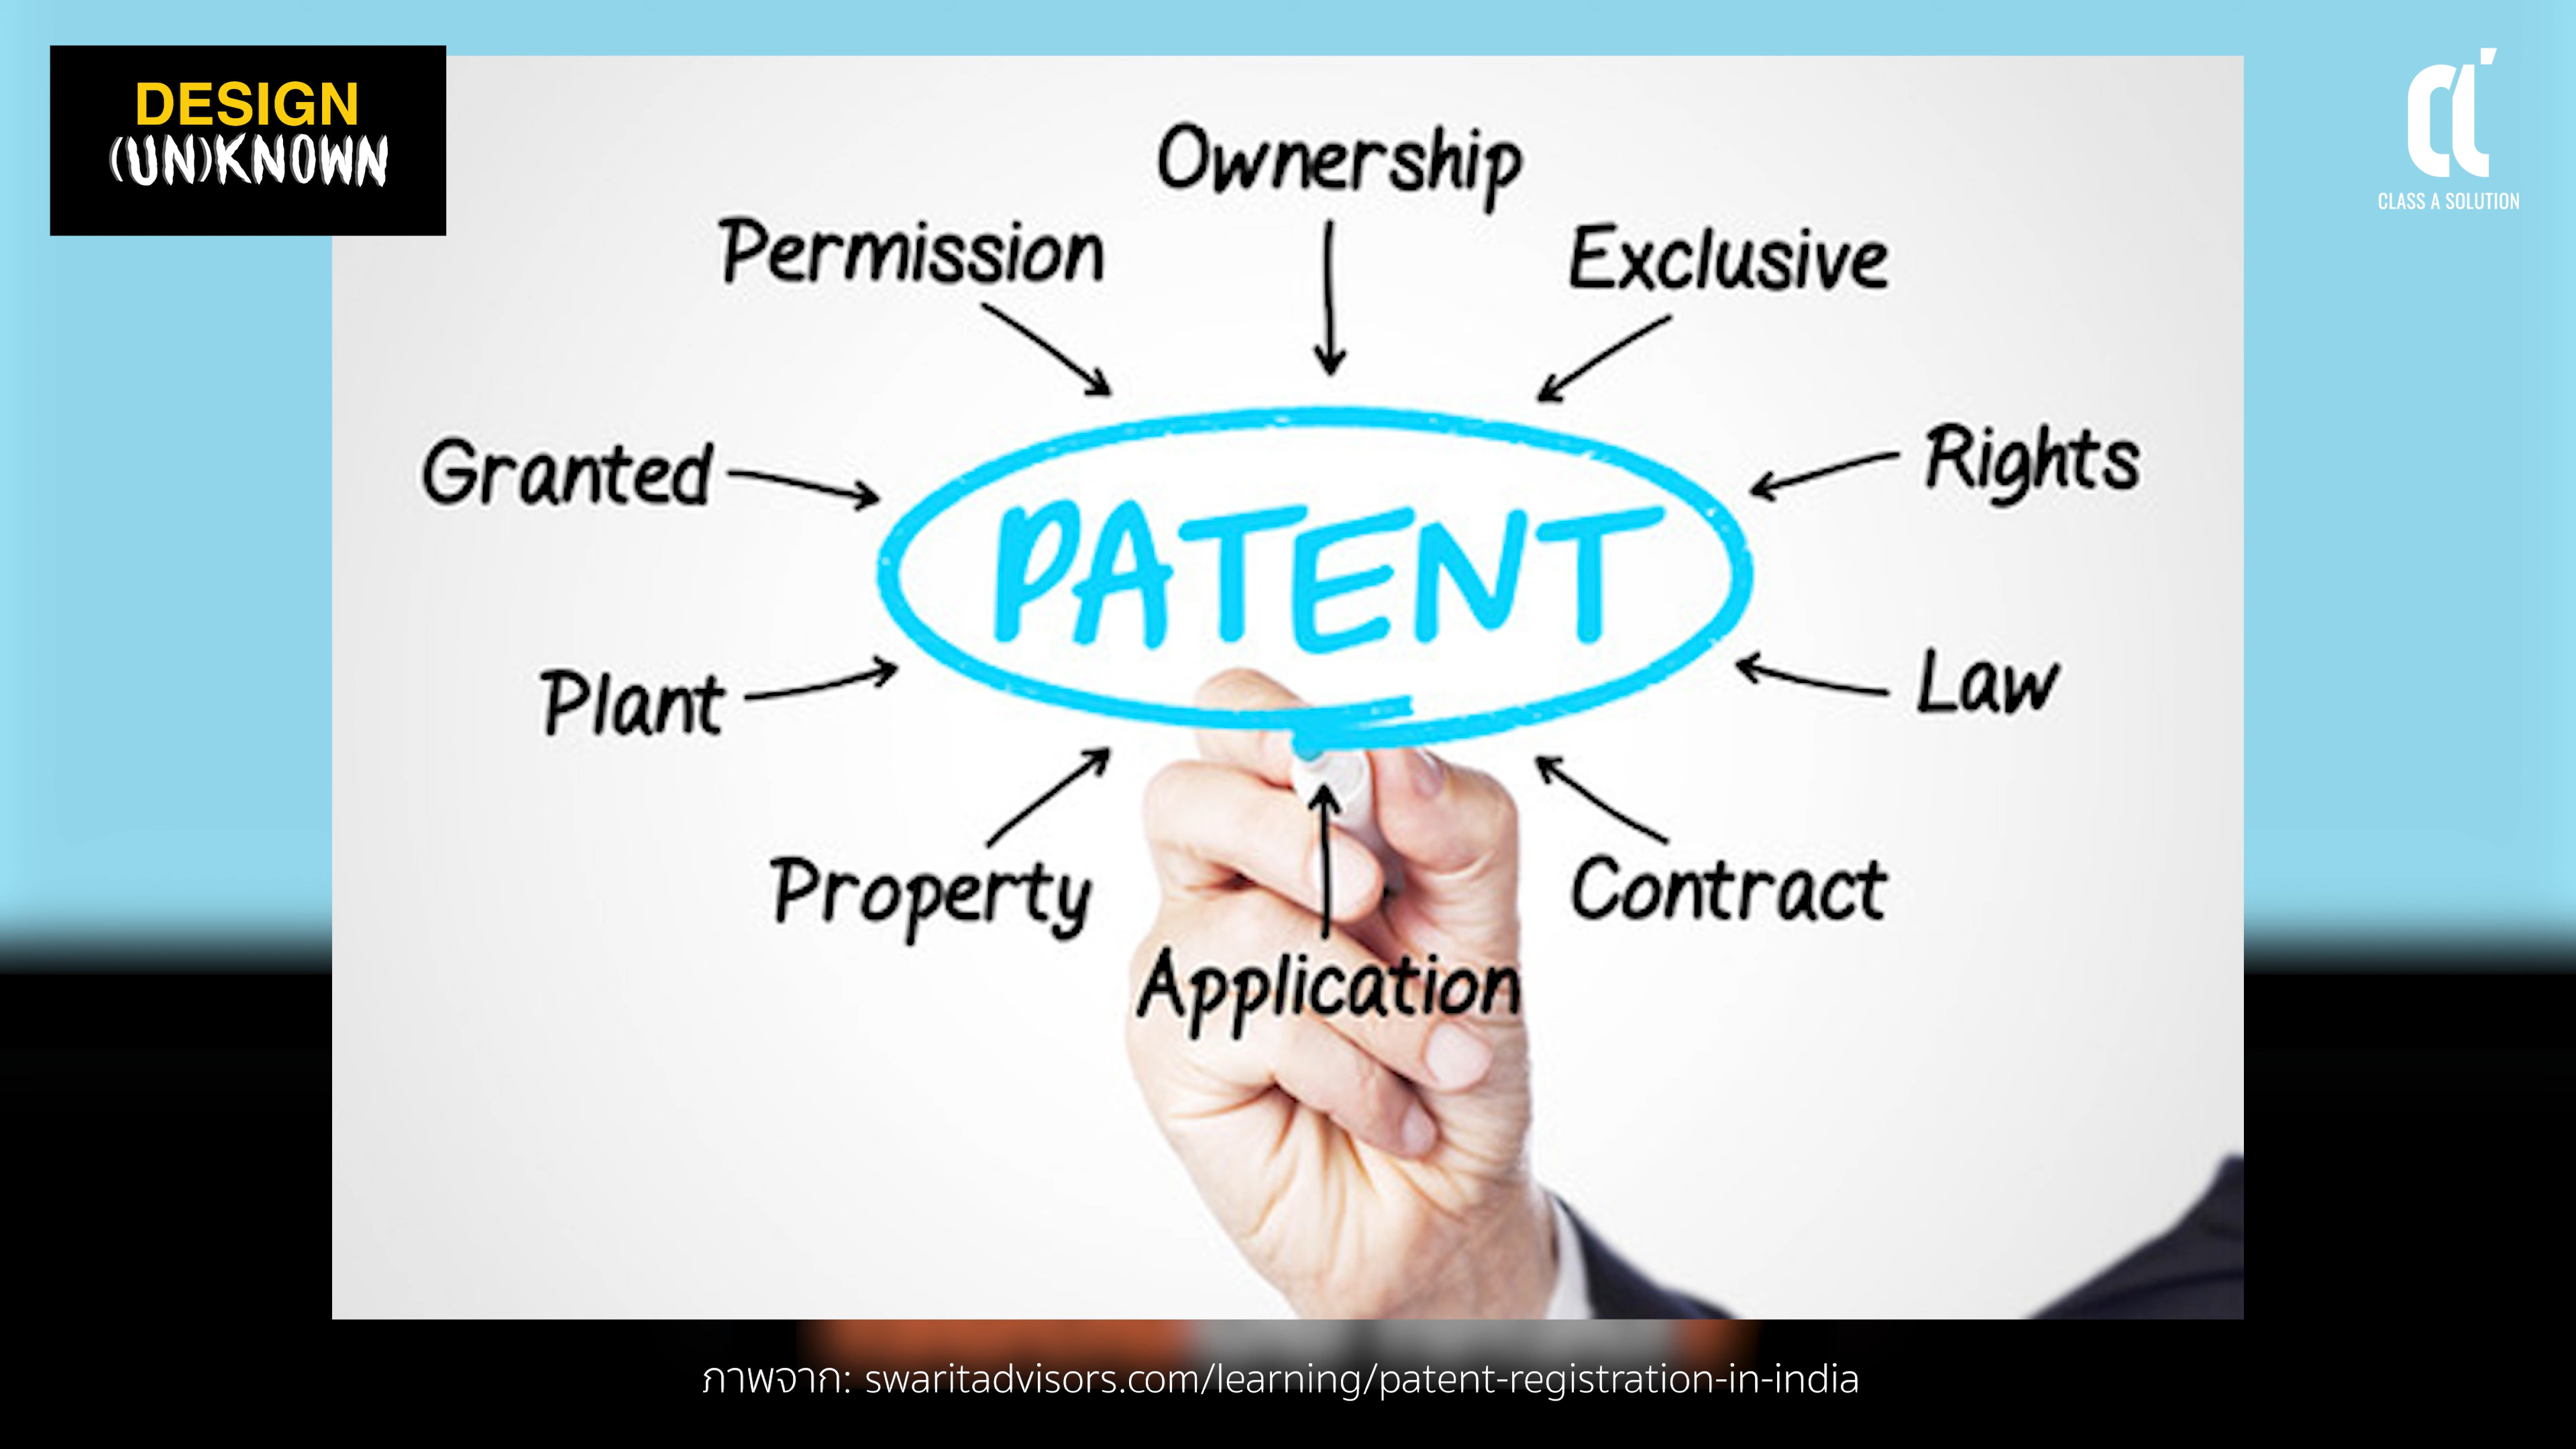 DESIGN
(UN)KNOWN
CLASS A SOLUTION
Ownership
Permission
Exclusive
Granted
Rights
PATENT
Plant
Law
Property
Contract
Application
ภาพจาก: swaritadvisors.com/learning/patent-registration-in-india